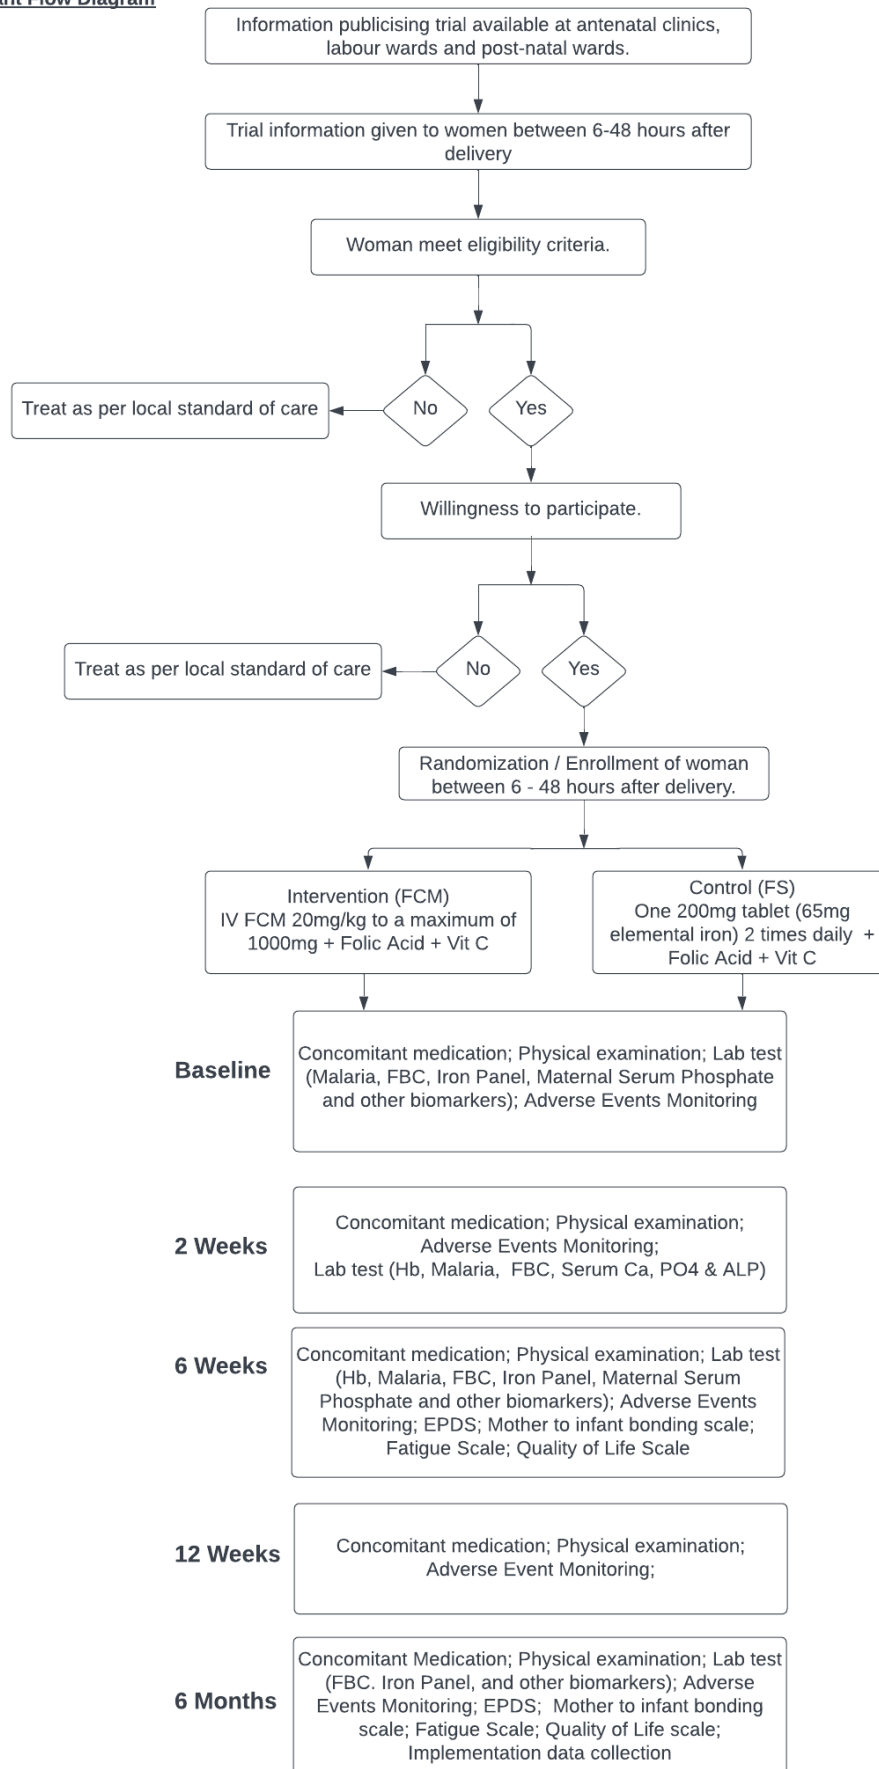 Flow Diagram
Information publicising trial available at antenatal clinics,
labour wards and post-natal wards.
Trial information given to women between 6-48 hours after
delivery
Woman meet eligibility criteria.
No
Yes
Treat as per local standard of care
Willingness to participate.
No
Yes
Treat as per local standard of care
Randomization / Enrollment of woman
between 6 - 48 hours after delivery.
Intervention (FCM)
IV FCM 20mg/kg to a maximum of
1000mg + Folic Acid + Vit C
Control (FS)
One 200mg tablet (65mg
elemental iron) 2 times daily +
Folic Acid + Vit C
Baseline
Concomitant medication; Physical examination; Lab test
(Malaria, FBC, Iron Panel, Maternal Serum Phosphate
and other biomarkers); Adverse Events Monitoring
2 Weeks
Concomitant medication; Physical examination;
Adverse Events Monitoring;
Lab test (Hb, Malaria, FBC, Serum Ca, PO4 & ALP)
6 Weeks
Concomitant medication; Physical examination; Lab test
(Hb, Malaria, FBC, Iron Panel, Maternal Serum
Phosphate and other biomarkers); Adverse Events
Monitoring; EPDS; Mother to infant bonding scale;
Fatigue Scale; Quality of Life Scale
12 Weeks
Concomitant medication; Physical examination;
Adverse Event Monitoring;
6 Months
Concomitant Medication; Physical examination; Lab test
(FBC. Iron Panel, and other biomarkers); Adverse
Events Monitoring; EPDS; Mother to infant bonding
scale; Fatigue Scale; Quality of Life scale;
Implementation data collection